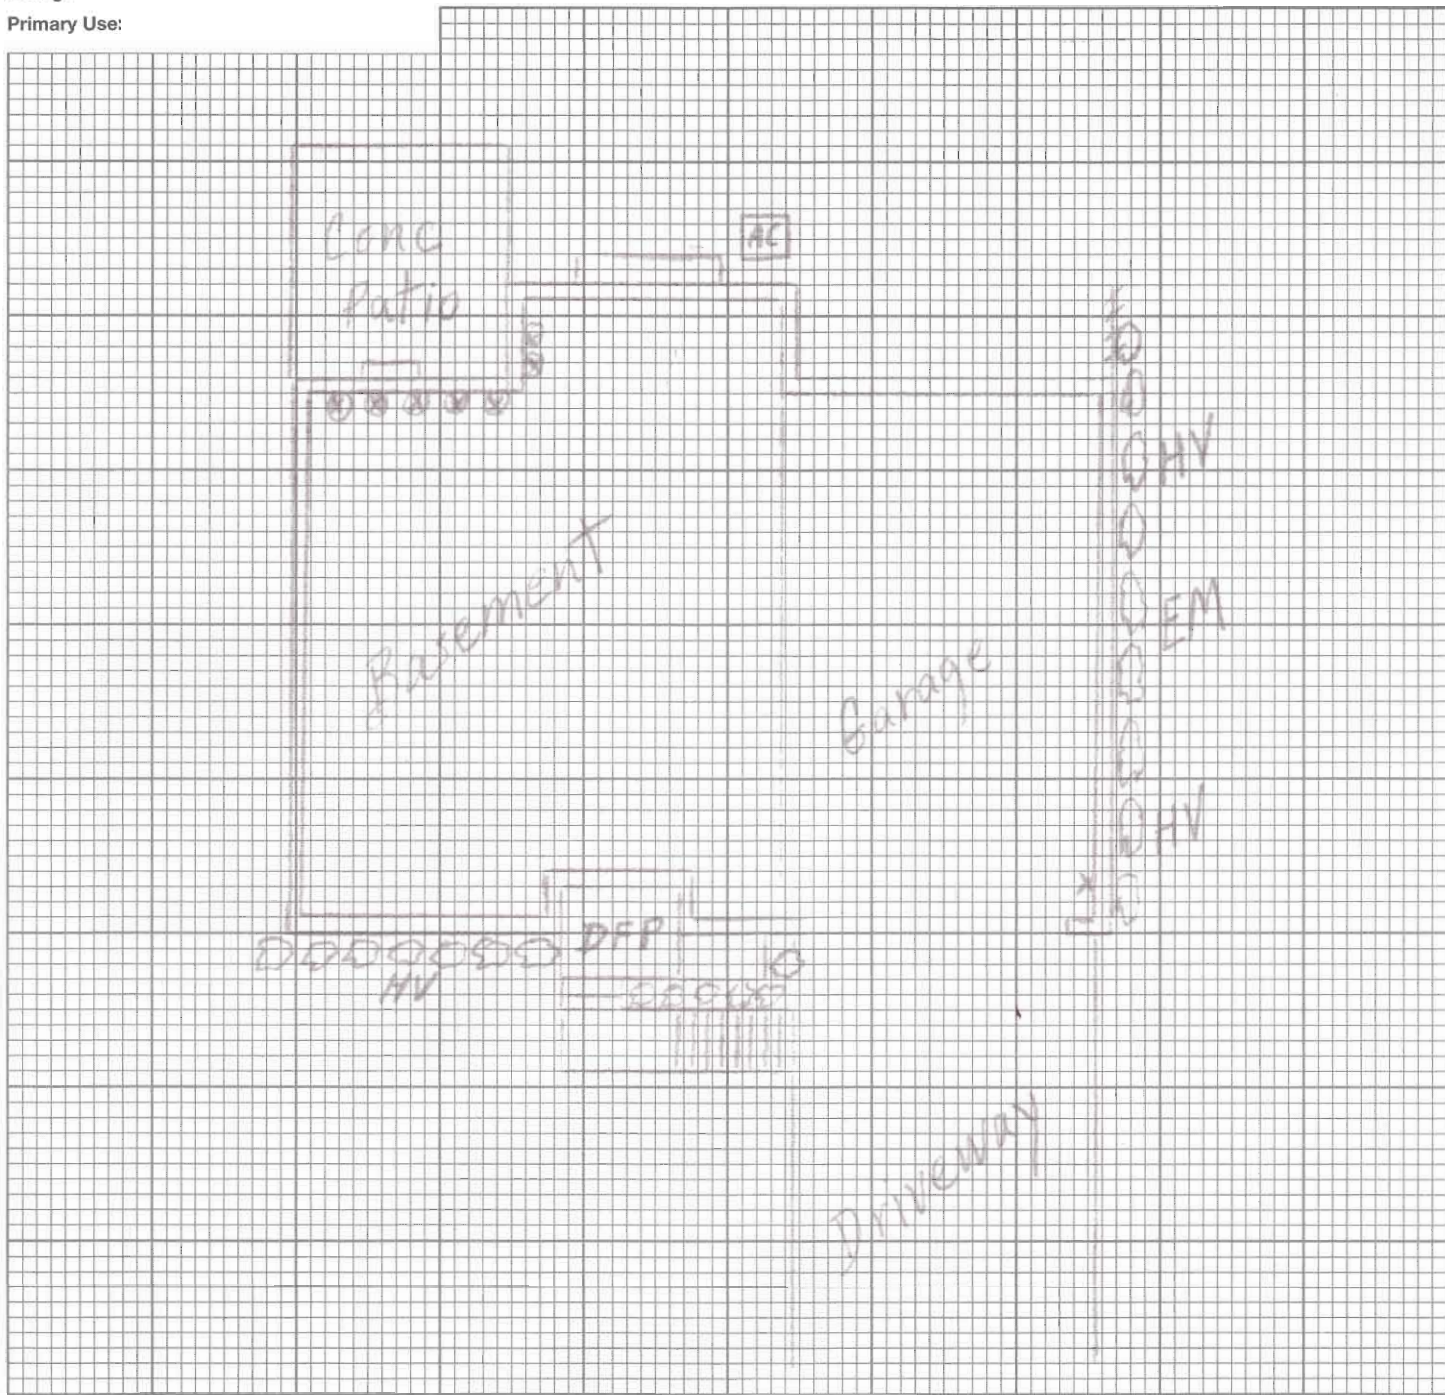 Primary Use:
Conc
Patio
AC
HV
Basement
EM
Garage
HV
DFP
HV
Driveway